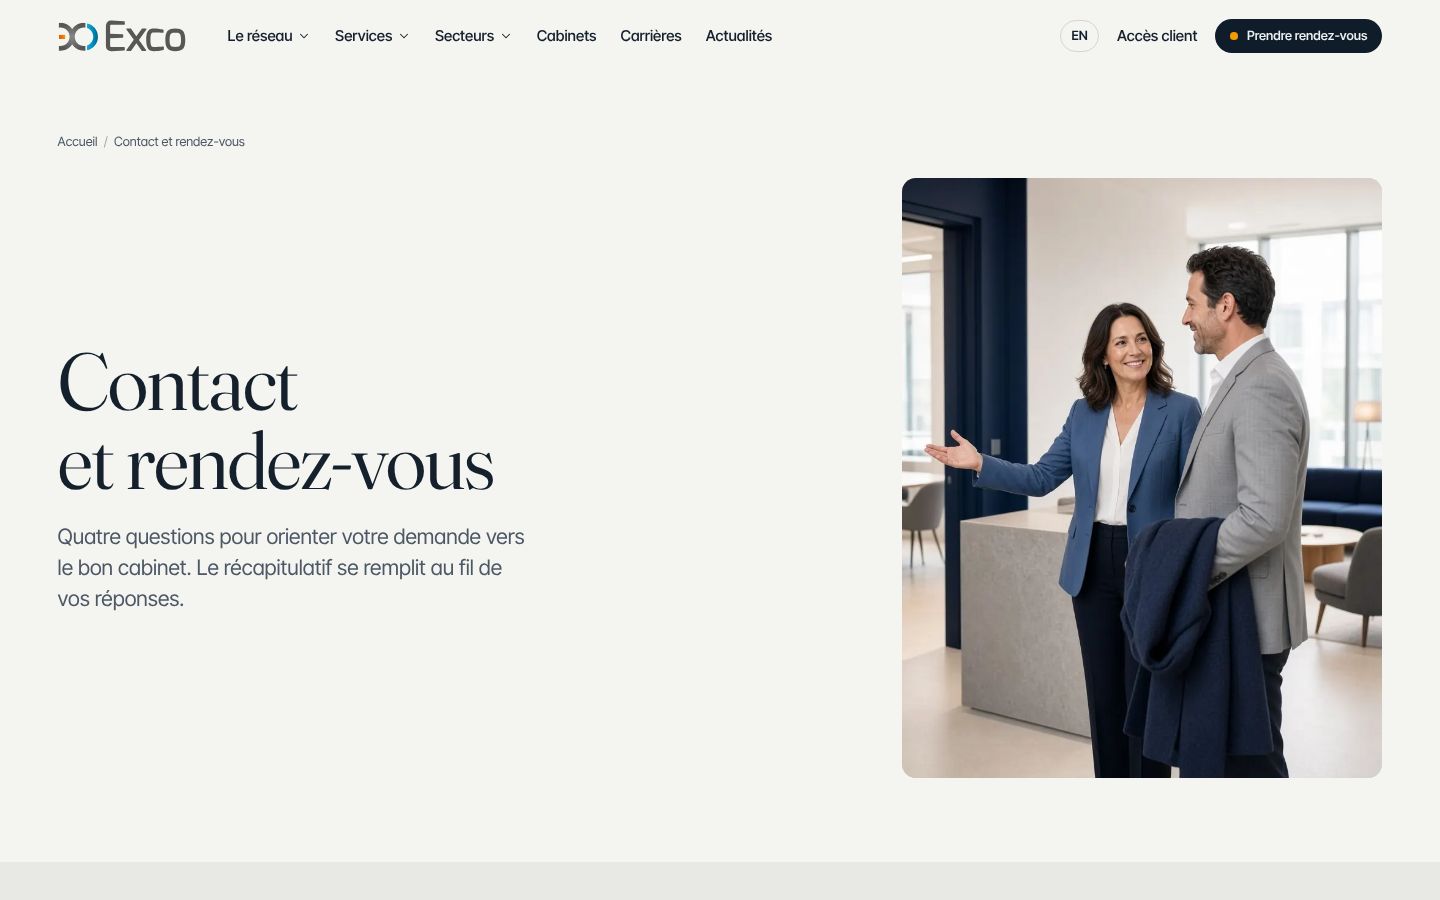 Exco
Le réseau
Services
Secteurs
Cabinets
Carrières
Actualités
EN
Accès client
Prendre rendez-vous
Accueil / Contact et rendez-vous
Contact
et rendez-vous
Quatre questions pour orienter votre demande vers
le bon cabinet. Le récapitulatif se remplit au fil de
vos réponses.